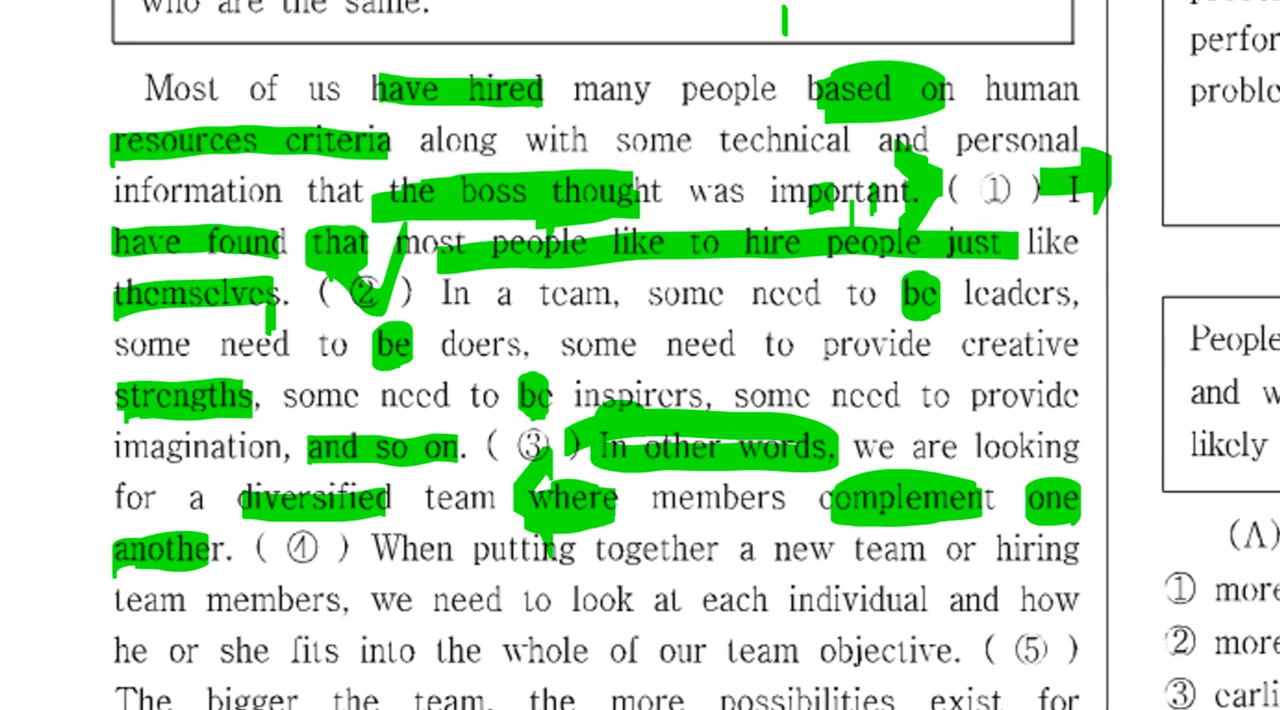 who are the same.
Most of us have hired many people based on human
resources criteria along with some technical and personal
information that the boss thought was important. ( ① ) I
have found that most people like to hire people just like
themselves. ( ② ) In a team, some need to be leaders,
some need to be doers, some need to provide creative
strengths, some need to be inspirers, some need to provide
imagination, and so on. ( ③ ) In other words, we are looking
for a diversified team where members complement one
another. ( ④ ) When putting together a new team or hiring
team members, we need to look at each individual and how
he or she fits into the whole of our team objective. ( ⑤ )
The bigger the team, the more possibilities exist for
perfor
proble
People
and w
likely
(A)
① more
② more
③ earli